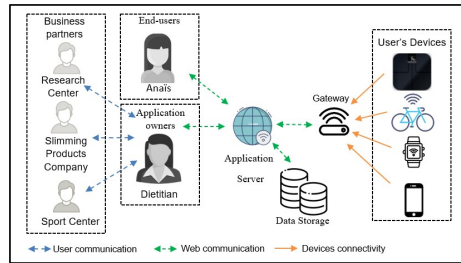 Business
partners
Research
Center
Slimming
Products
Company
Sport Center
End-users
Anaïs
Application
owners
Dietitian
Application
Server
Data Storage
Gateway
User's Devices
User communication
Web communication
Devices connectivity